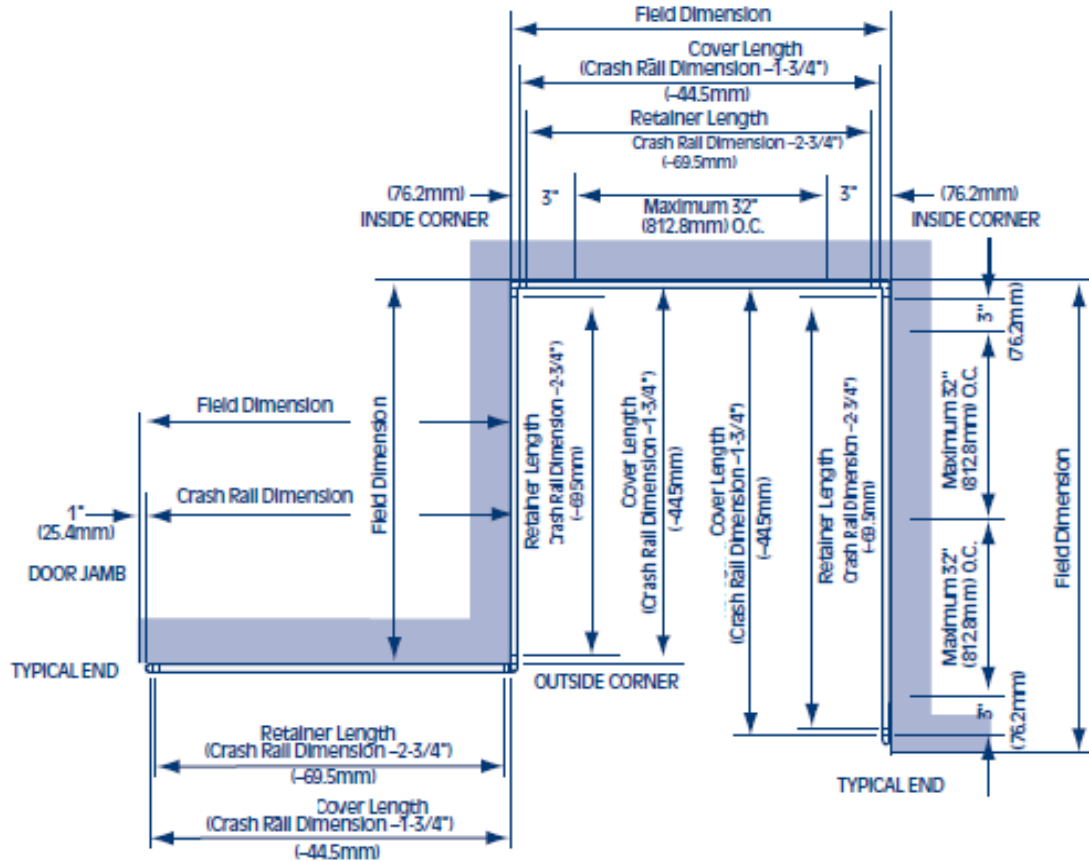 Field Dimension
Cover Length
(Crash Rail Dimension –1-3/4")
(–44.5mm)
Retainer Length
Crash Rail Dimension –2-3/4")
(–69.5mm)
(76.2mm)
3"
3"
(76.2mm)
INSIDE CORNER
Maximum 32"
(812.8mm) O.C.
INSIDE CORNER
3"
(76.2mm)
Field Dimension
Crash Rail Dimension
1"
(25.4mm)
DOOR JAMB
TYPICAL END
Field Dimension
Retainer Length
Crash Rail Dimension –2-3/4")
(–69.5mm)
Cover Length
(Crash Rail Dimension –1-3/4")
(–44.5mm)
Cover Length
(Crash Rail Dimension –1-3/4")
(–44.5mm)
Retainer Length
Crash Rail Dimension –2-3/4")
(–69.5mm)
Maximum 32"
(812.8mm) O.C.
Maximum 32"
(812.8mm) O.C.
Field Dimension
3"
(76.2mm)
OUTSIDE CORNER
TYPICAL END
Retainer Length
(Crash Rail Dimension –2-3/4")
(–69.5mm)
Cover Length
(Crash Rail Dimension –1-3/4")
(–44.5mm)